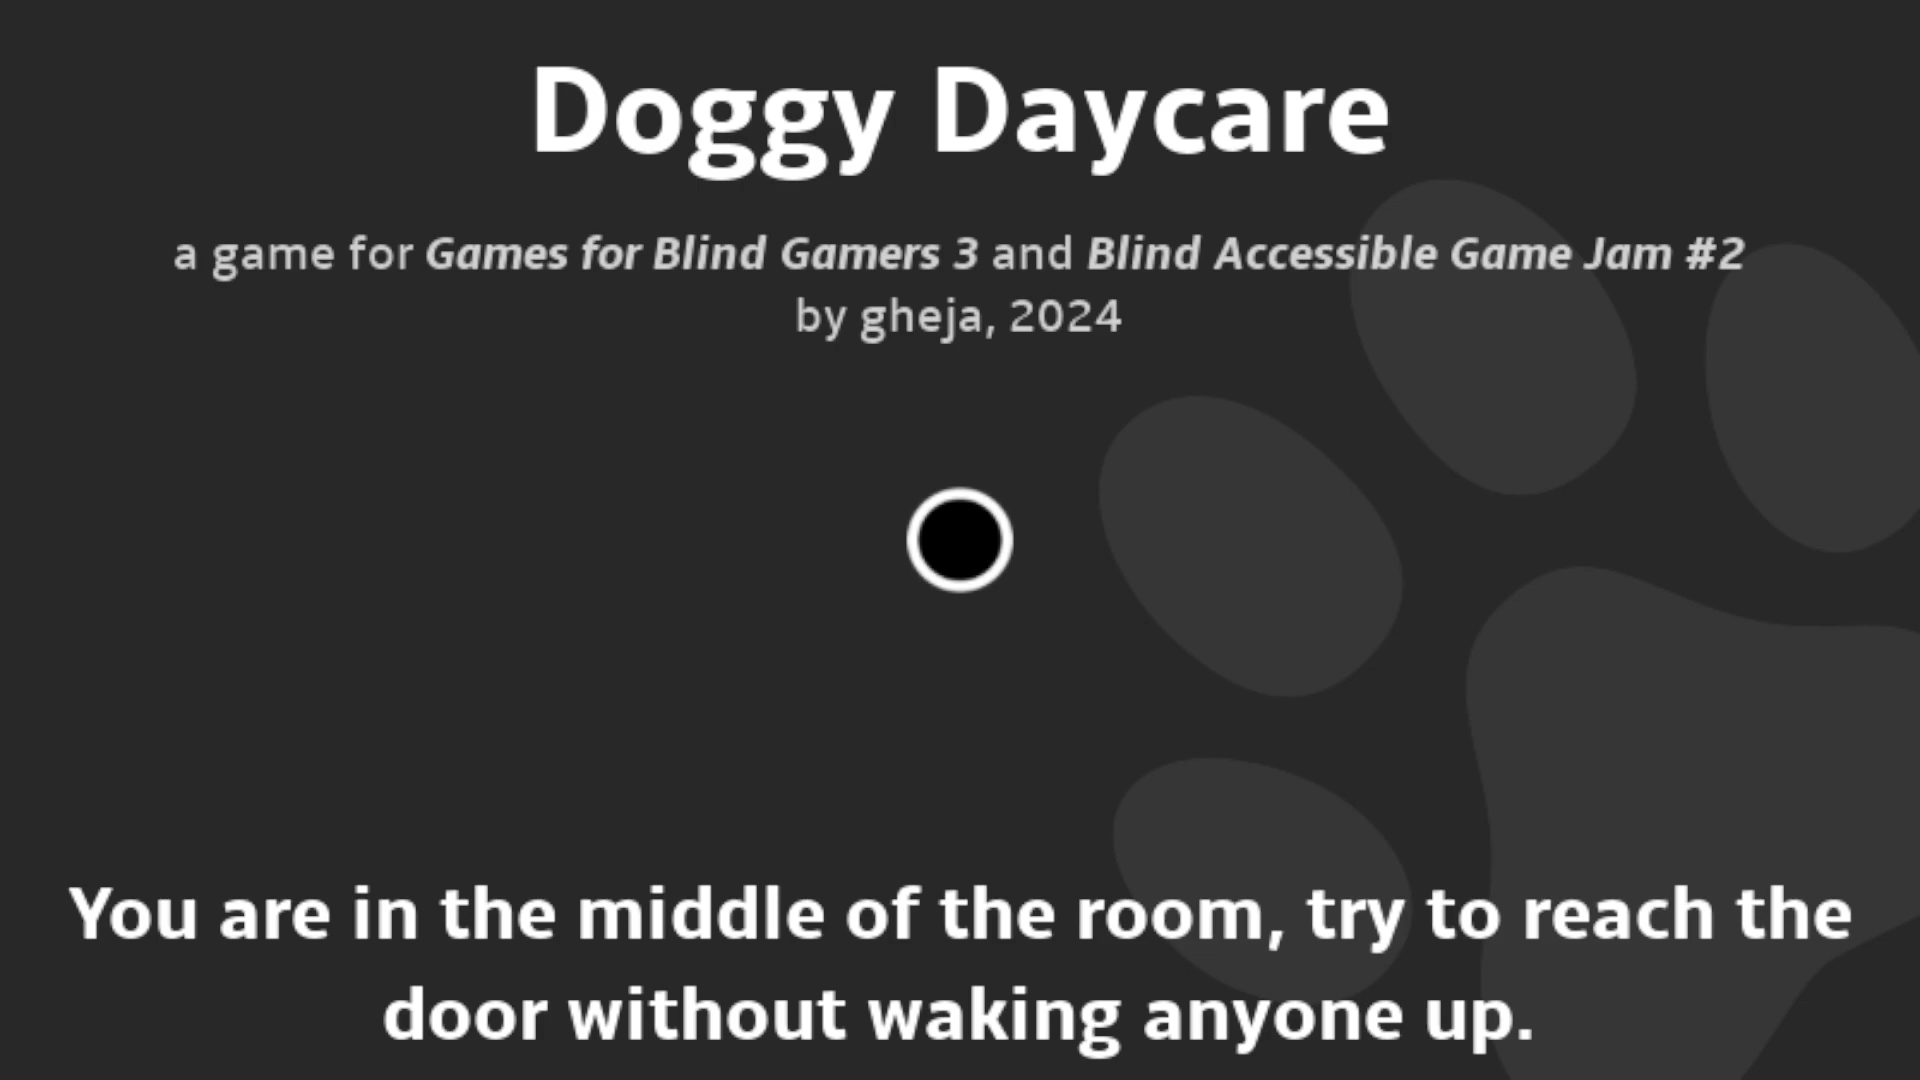 Doggy Daycare
a game for Games for Blind Gamers 3 and Blind Accessible Game Jam #2
by gheja, 2024
You are in the middle of the room, try to reach the
door without waking anyone up.